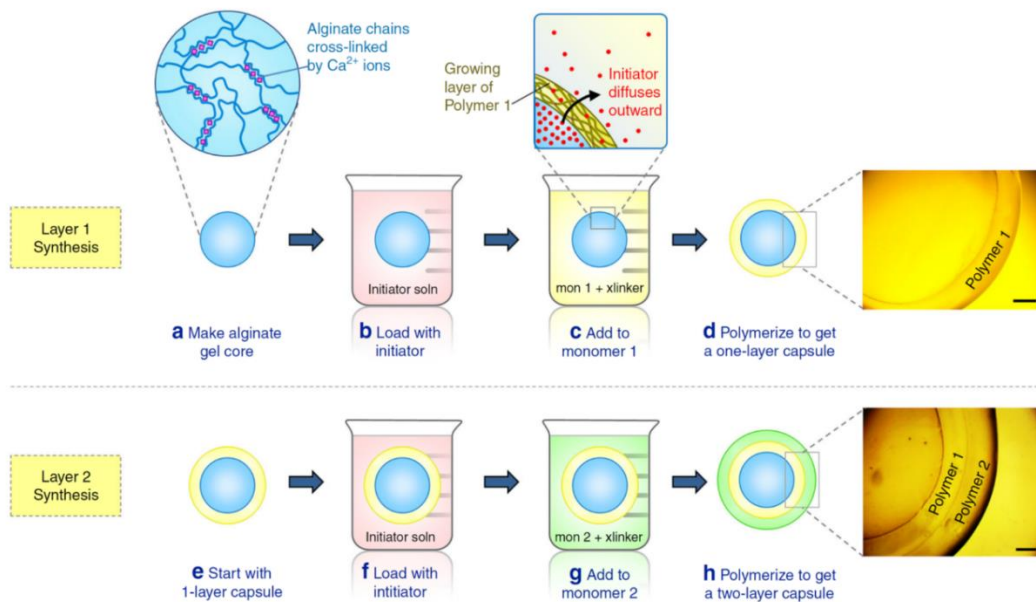 Alginate chains
cross-linked
by Ca²⁺ ions
Growing
layer of
Polymer 1
Initiator
diffuses
outward
Layer 1
Synthesis
Initiator soln
mon 1 + xlinker
Polymer 1
a Make alginate
gel core
b Load with
initiator
c Add to
monomer 1
d Polymerize to get
a one-layer capsule
Layer 2
Synthesis
Initiator soln
mon 2 + xlinker
Polymer 1
Polymer 2
e Start with
1-layer capsule
f Load with
intitiator
g Add to
monomer 2
h Polymerize to get
a two-layer capsule